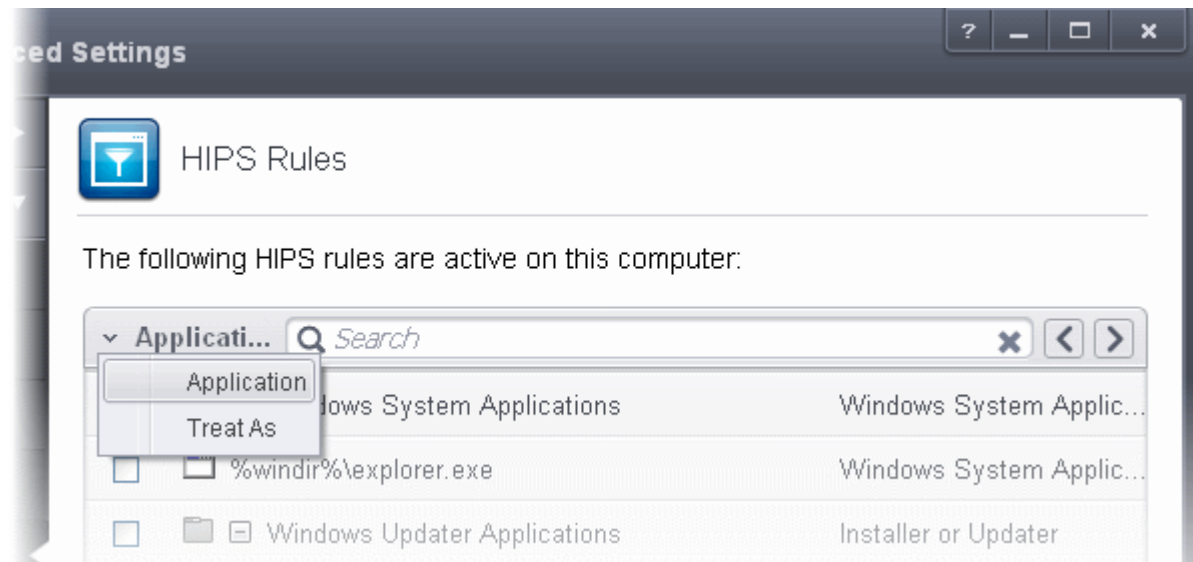 ced Settings
?
HIPS Rules
The following HIPS rules are active on this computer:
Applicati... Search
Application
Treat As
dows System Applications Windows System Applic...
%windir%\explorer.exe Windows System Applic...
Windows Updater Applications Installer or Updater